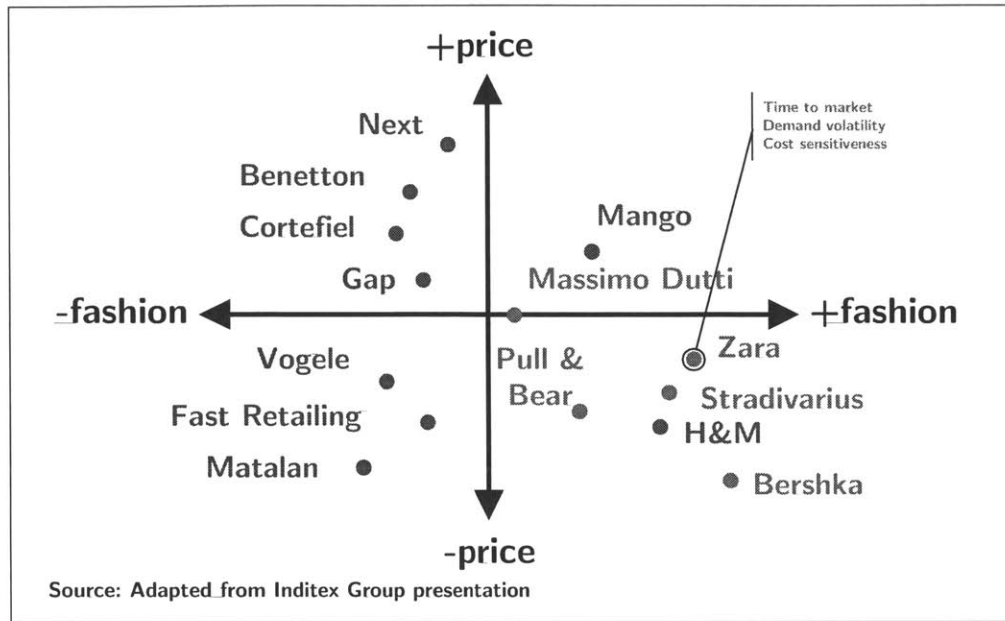 +price
Time to market
Demand volatility
Cost sensitiveness
Next
Benetton
Cortefiel
Mango
Gap
Massimo Dutti
-fashion
+fashion
Vogele
Pull &
Bear
Zara
Fast Retailing
Stradivarius
H&M
Matalan
Bershka
-price
Source: Adapted from Inditex Group presentation